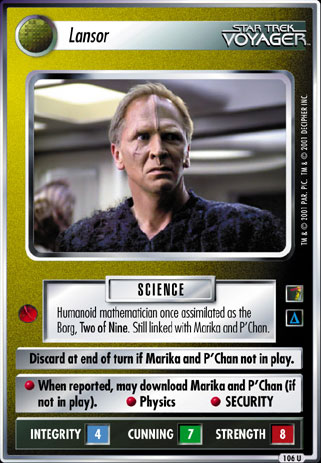 Lansor
STAR TREK
VOYAGER™
TM & © 2001 PAR. PIC. TM & © 2001 DECIPHER INC.
SCIENCE
Humanoid mathematician once assimilated as the
Borg, Two of Nine. Still linked with Marika and P'Chan.
Discard at end of turn if Marika and P'Chan not in play.
When reported, may download Marika and P'Chan (if
not in play). • Physics • SECURITY
INTEGRITY 4 CUNNING 7 STRENGTH 8
106 U